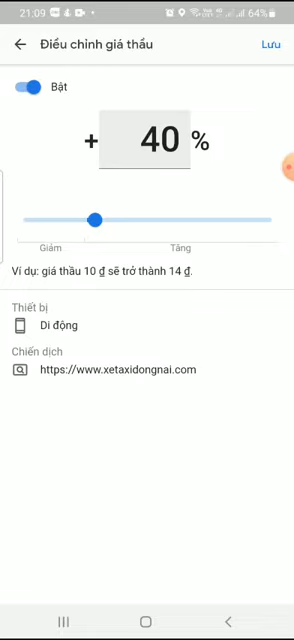 21:09 64%
Điều chỉnh giá thầu Lưu
Bật
+ 40 %
Giảm Tăng
Ví dụ: giá thầu 10 ₫ sẽ trở thành 14 ₫.
Thiết bị
Di động
Chiến dịch
https://www.xetaxidongnai.com